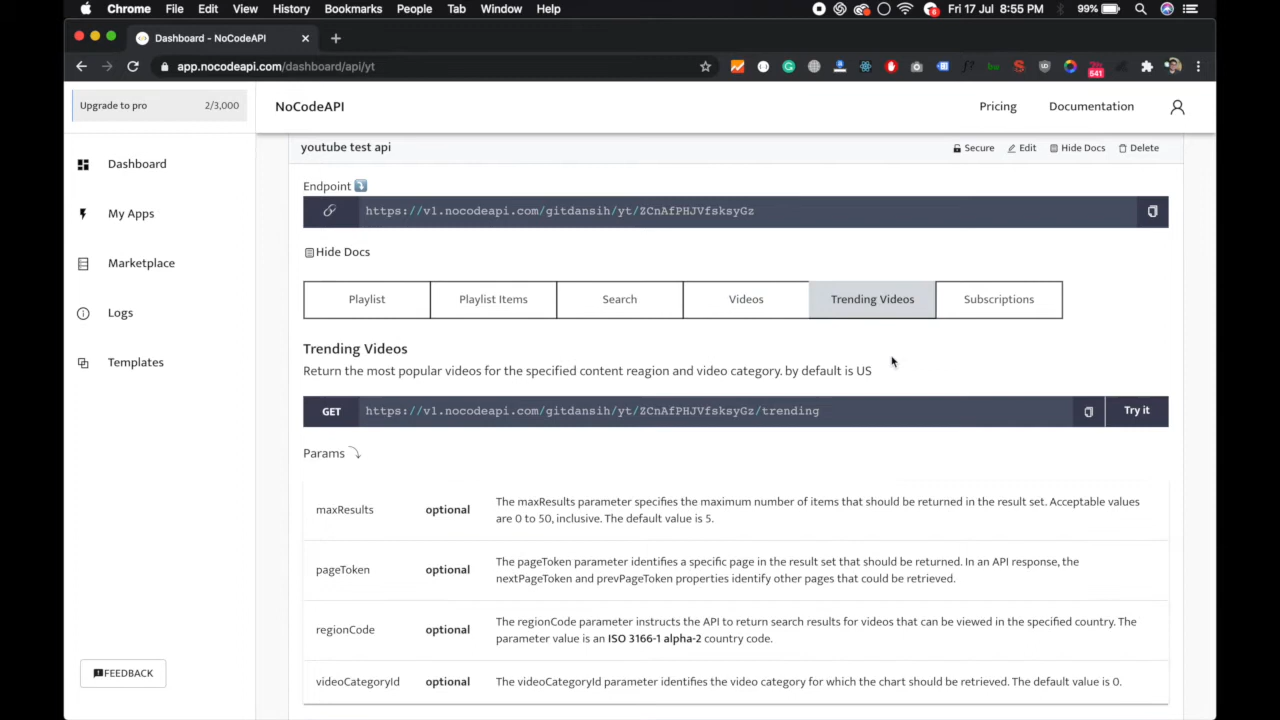 Chrome File Edit View History Bookmarks People Tab Window Help
Fri 17 Jul 8:55 PM 99%
Dashboard - NoCodeAPI
app.nocodeapi.com/dashboard/api/yt
541
Upgrade to pro 2/3,000
NoCodeAPI
Pricing Documentation
Dashboard
My Apps
Marketplace
Logs
Templates
FEEDBACK
youtube test api
Secure Edit Hide Docs Delete
Endpoint
https://v1.nocodeapi.com/gitdansih/yt/ZCnAfPHJVfsksyGz
Hide Docs
Playlist Playlist Items Search Videos Trending Videos Subscriptions
Trending Videos
Return the most popular videos for the specified content reagion and video category. by default is US
GET https://v1.nocodeapi.com/gitdansih/yt/ZCnAfPHJVfsksyGz/trending Try it
Params
maxResults optional The maxResults parameter specifies the maximum number of items that should be returned in the result set. Acceptable values
are 0 to 50, inclusive. The default value is 5.
pageToken optional The pageToken parameter identifies a specific page in the result set that should be returned. In an API response, the
nextPageToken and prevPageToken properties identify other pages that could be retrieved.
regionCode optional The regionCode parameter instructs the API to return search results for videos that can be viewed in the specified country. The
parameter value is an ISO 3166-1 alpha-2 country code.
videoCategoryId optional The videoCategoryId parameter identifies the video category for which the chart should be retrieved. The default value is 0.